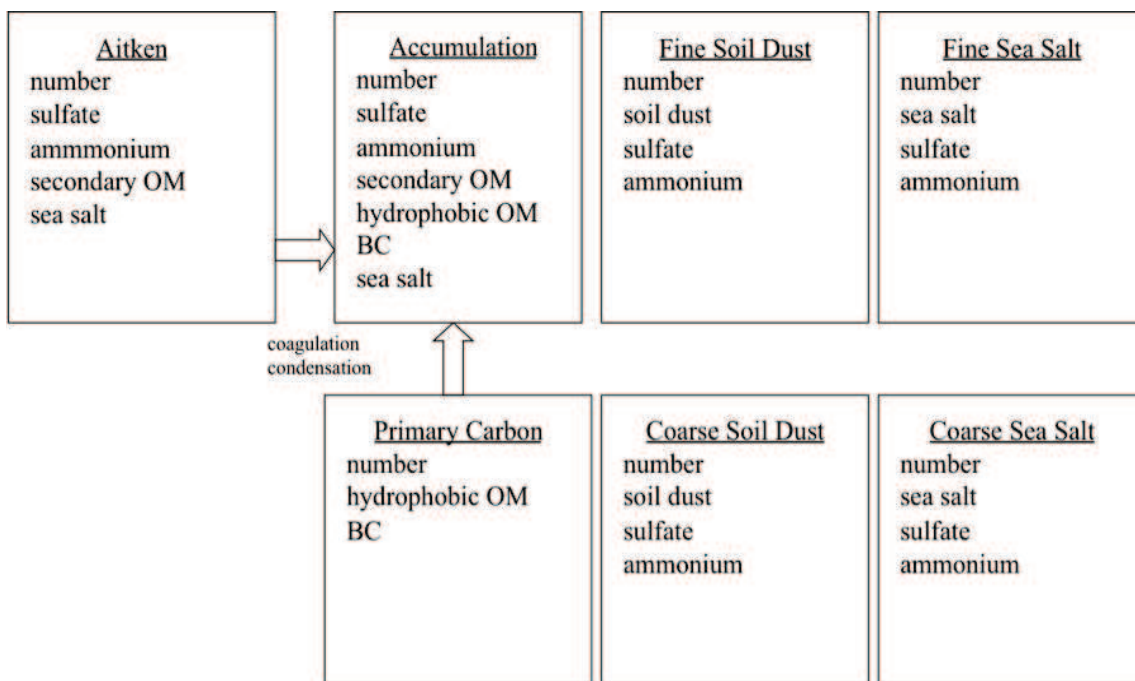 Aitken
number
sulfate
ammmonium
secondary OM
sea salt
Accumulation
number
sulfate
ammonium
secondary OM
hydrophobic OM
BC
sea salt
Fine Soil Dust
number
soil dust
sulfate
ammonium
Fine Sea Salt
number
sea salt
sulfate
ammonium
coagulation
condensation
Primary Carbon
number
hydrophobic OM
BC
Coarse Soil Dust
number
soil dust
sulfate
ammonium
Coarse Sea Salt
number
sea salt
sulfate
ammonium